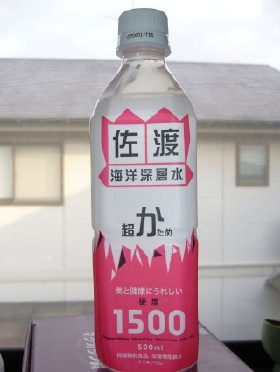 佐渡
海洋深層水
超かため
美と健康にうれしい
硬度
1500
500ml